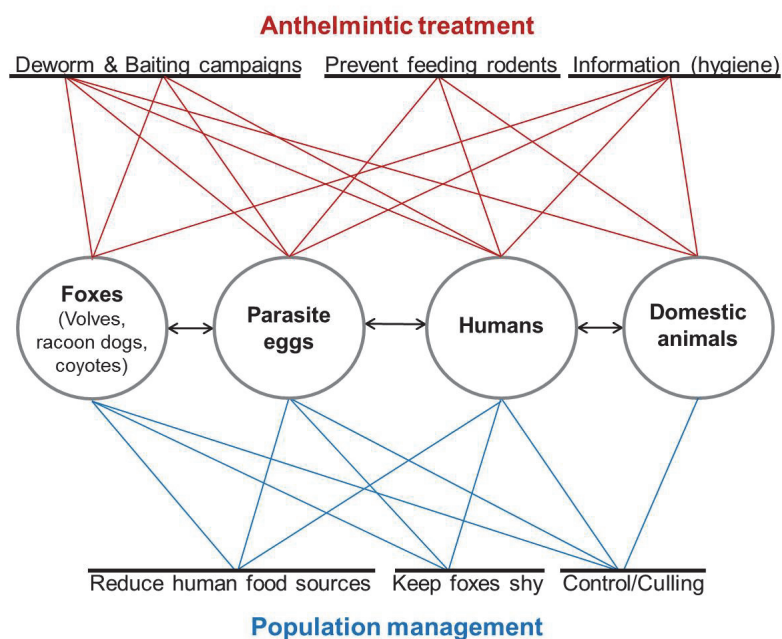 Anthelmintic treatment
Deworm & Baiting campaigns Prevent feeding rodents Information (hygiene)
Foxes
(Volves,
racoon dogs,
coyotes)
Parasite
eggs
Humans
Domestic
animals
Reduce human food sources Keep foxes shy Control/Culling
Population management